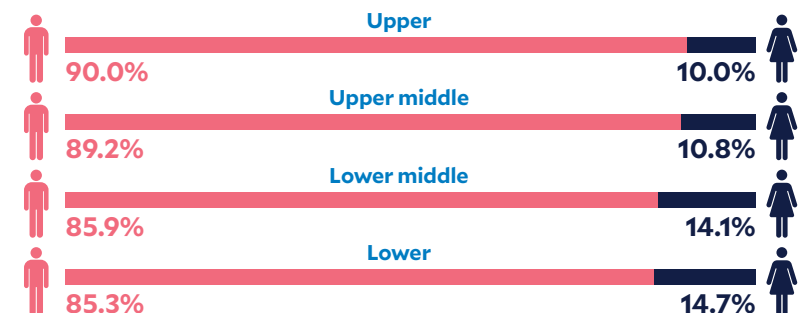 Upper
90.0% 10.0%
Upper middle
89.2% 10.8%
Lower middle
85.9% 14.1%
Lower
85.3% 14.7%